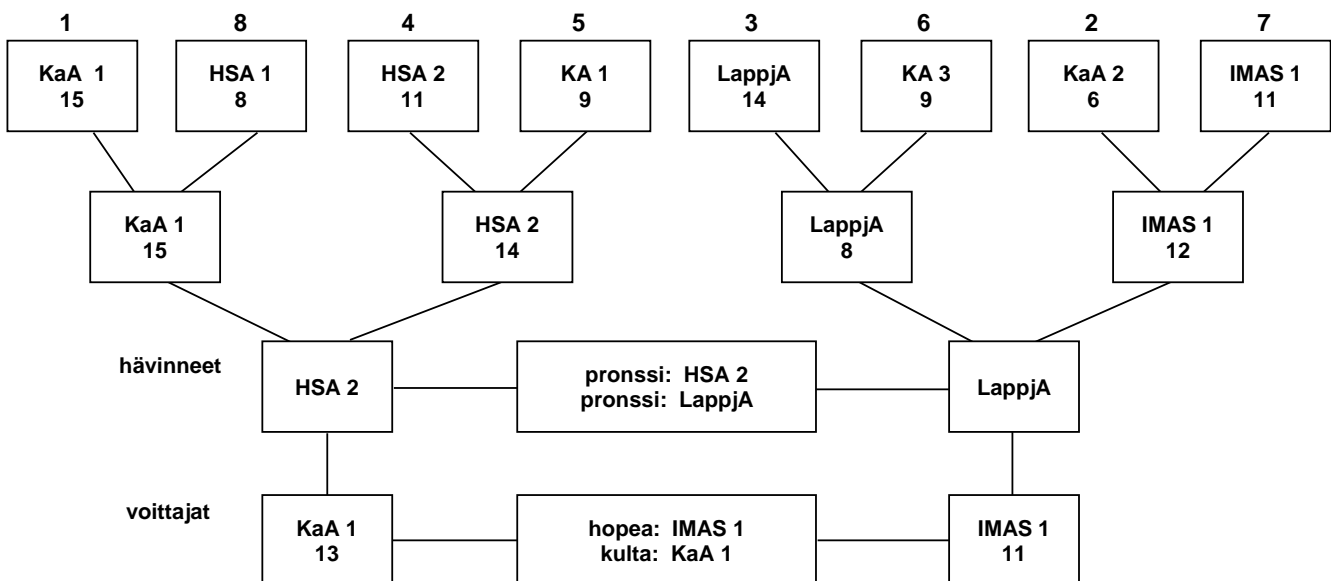 1 8 4 5 3 6 2 7
KaA 1 HSA 1 HSA 2 KA 1 LappjA KA 3 KaA 2 IMAS 1
15 8 11 9 14 9 6 11
KaA 1 HSA 2 LappjA IMAS 1
15 14 8 12
hävinneet
HSA 2
pronssi: HSA 2
pronssi: LappjA
LappjA
voittajat
KaA 1
13
hopea: IMAS 1
kulta: KaA 1
IMAS 1
11